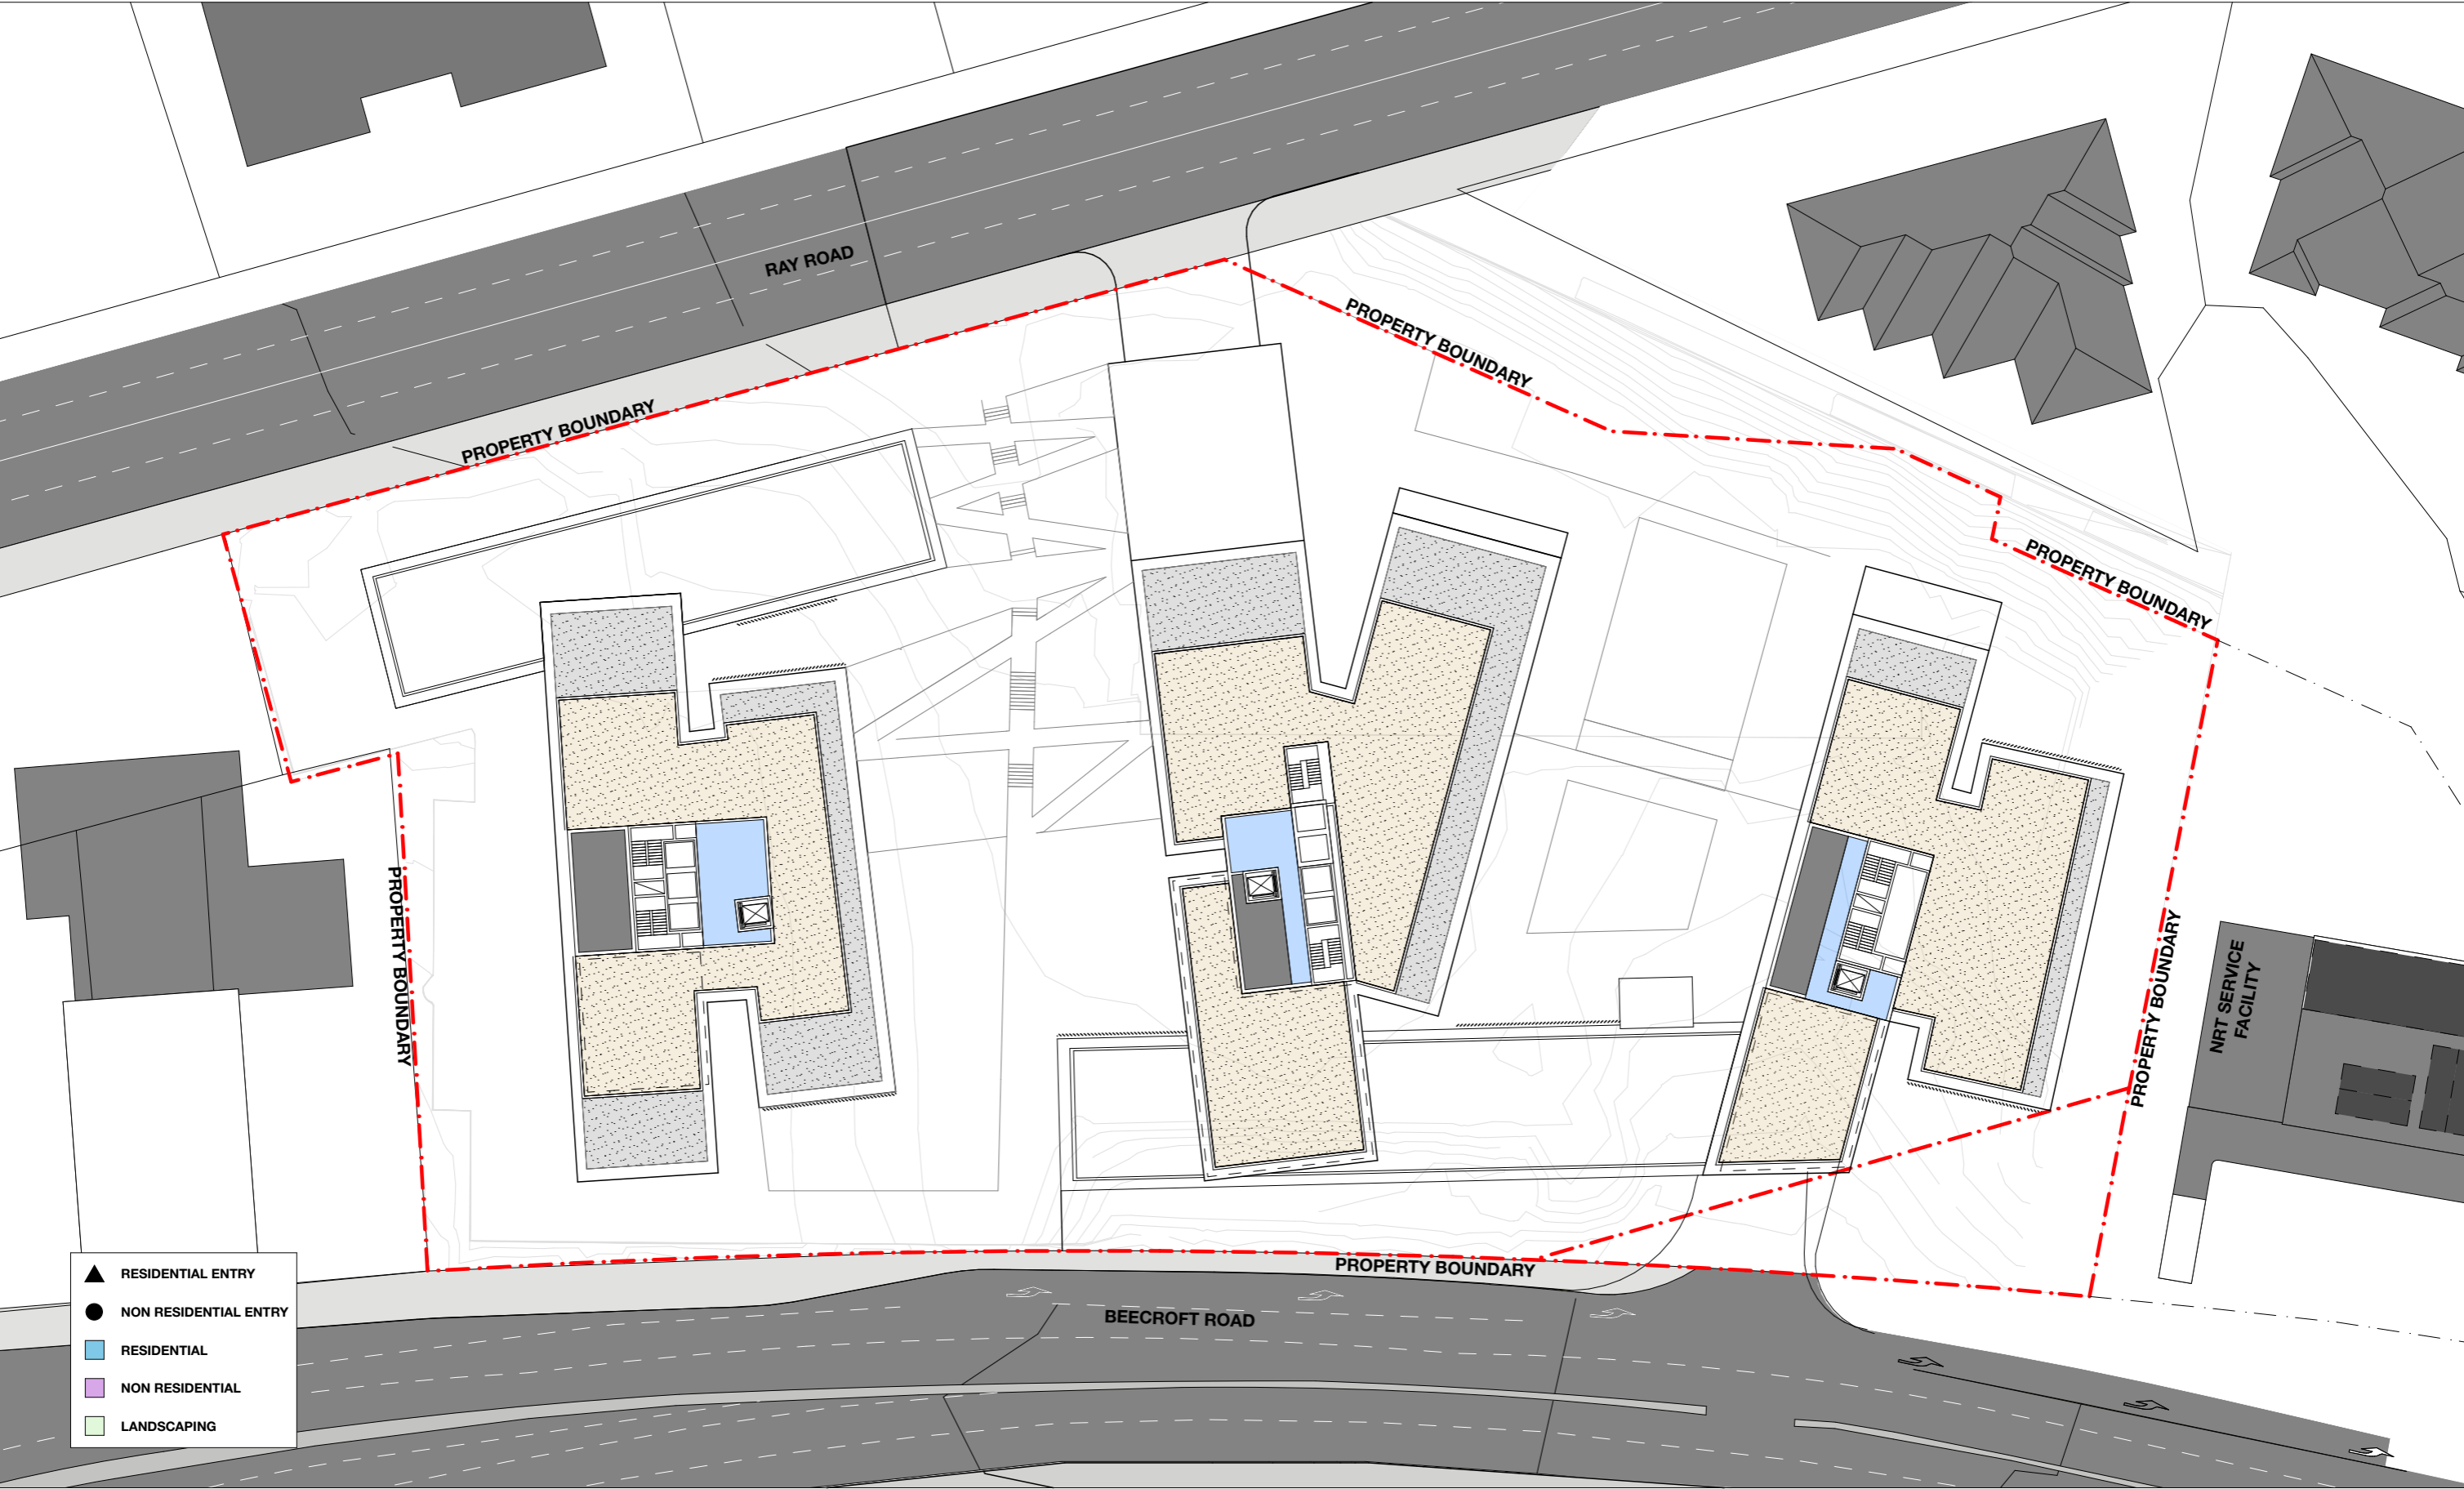 RAY ROAD
PROPERTY BOUNDARY
PROPERTY BOUNDARY
PROPERTY BOUNDARY
PROPERTY BOUNDARY
PROPERTY BOUNDARY
NRT SERVICE
FACILITY
PROPERTY BOUNDARY
BEECROFT ROAD
RESIDENTIAL ENTRY
NON RESIDENTIAL ENTRY
RESIDENTIAL
NON RESIDENTIAL
LANDSCAPING